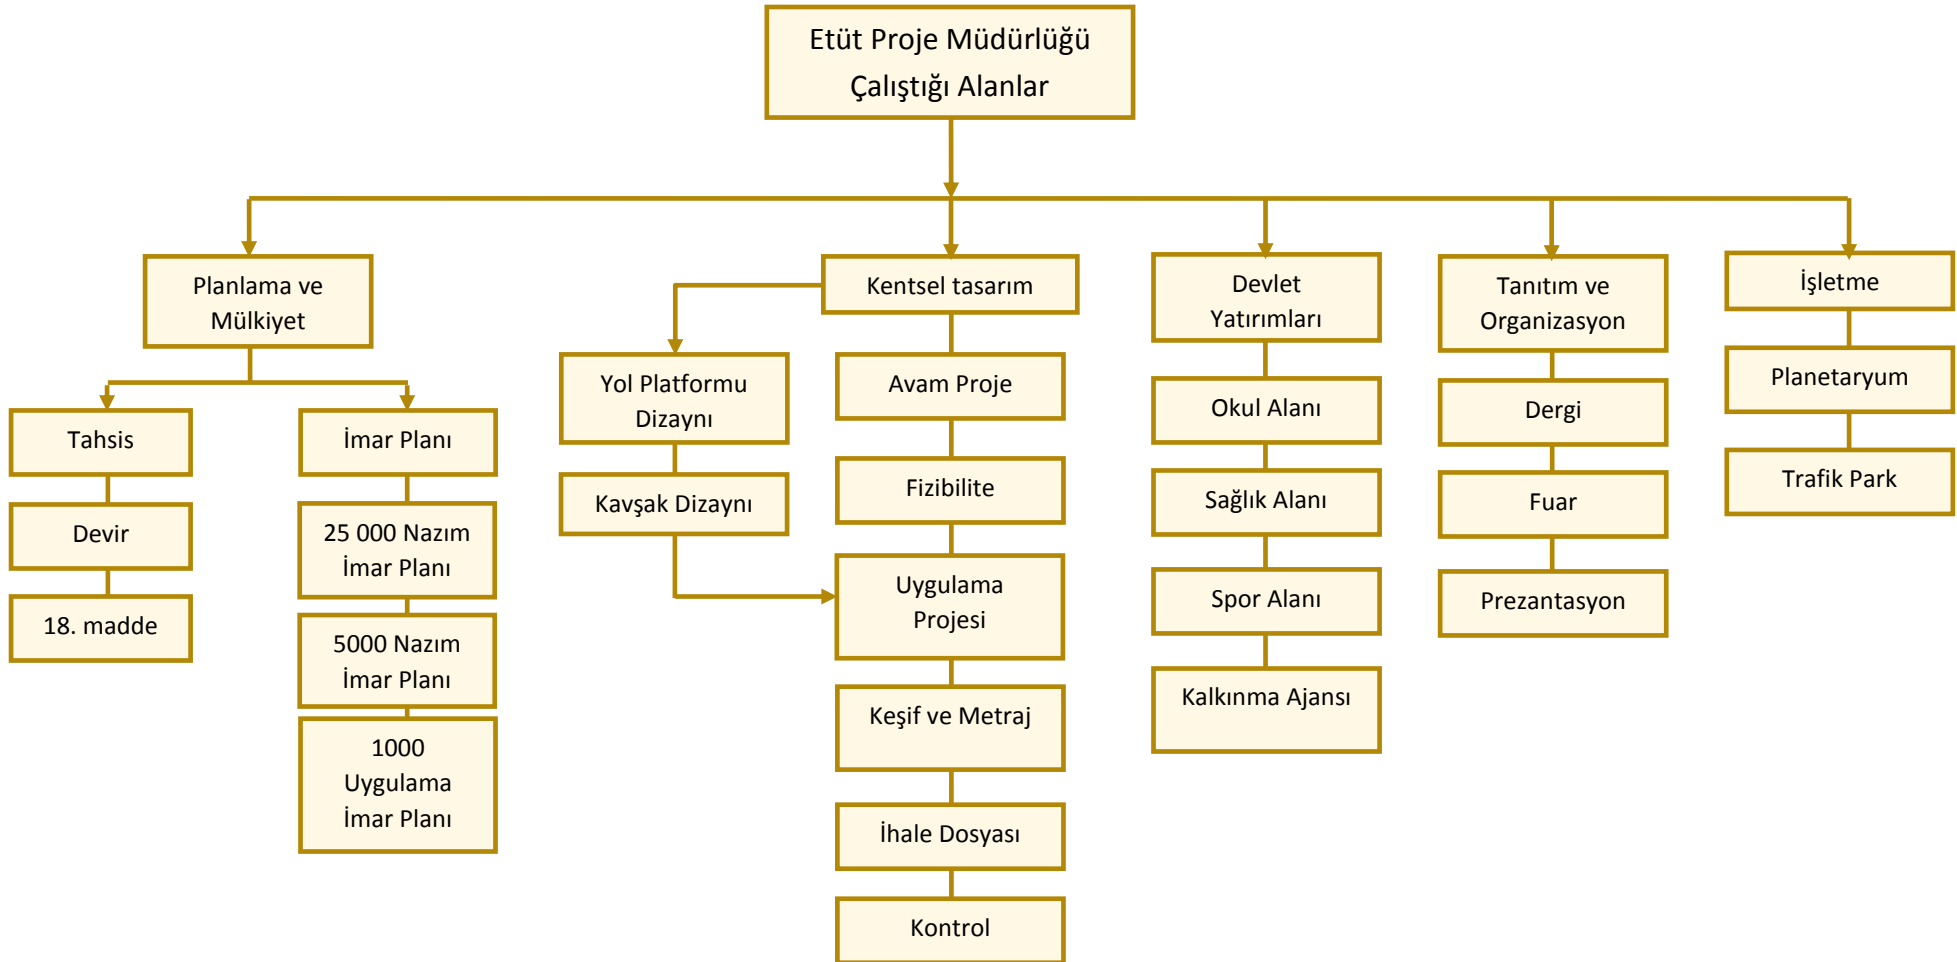 Etüt Proje Müdürlüğü
Çalıştığı Alanlar
Planlama ve
Mülkiyet
Tahsis
Devir
18. madde
İmar Planı
25 000 Nazım
İmar Planı
5000 Nazım
İmar Planı
1000
Uygulama
İmar Planı
Kentsel tasarım
Yol Platformu
Dizaynı
Kavşak Dizaynı
Avam Proje
Fizibilite
Uygulama
Projesi
Keşif ve Metraj
İhale Dosyası
Kontrol
Devlet
Yatırımları
Okul Alanı
Sağlık Alanı
Spor Alanı
Kalkınma Ajansı
Tanıtım ve
Organizasyon
Dergi
Fuar
Prezantasyon
İşletme
Planetaryum
Trafik Park